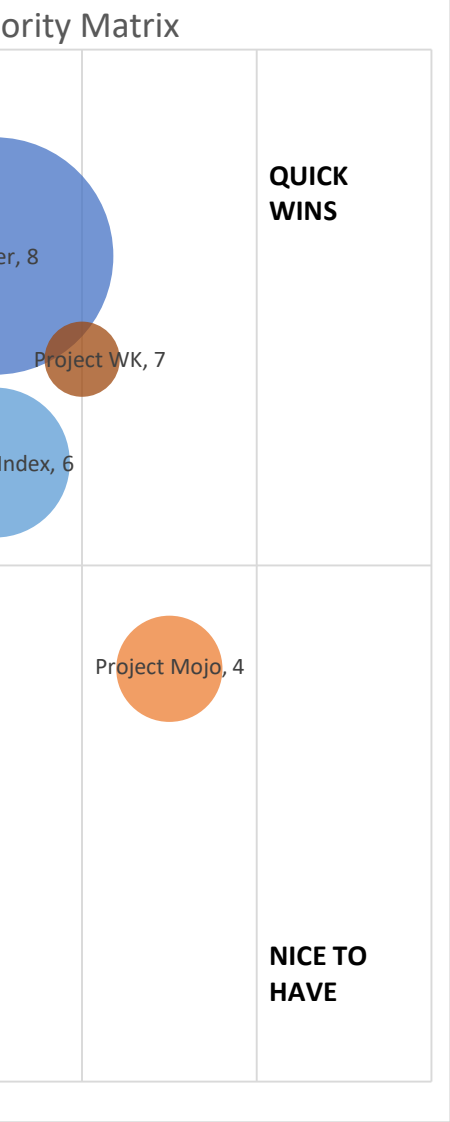 ority Matrix
QUICK
WINS
er, 8
Project WK, 7
Index, 6
Project Mojo, 4
NICE TO
HAVE